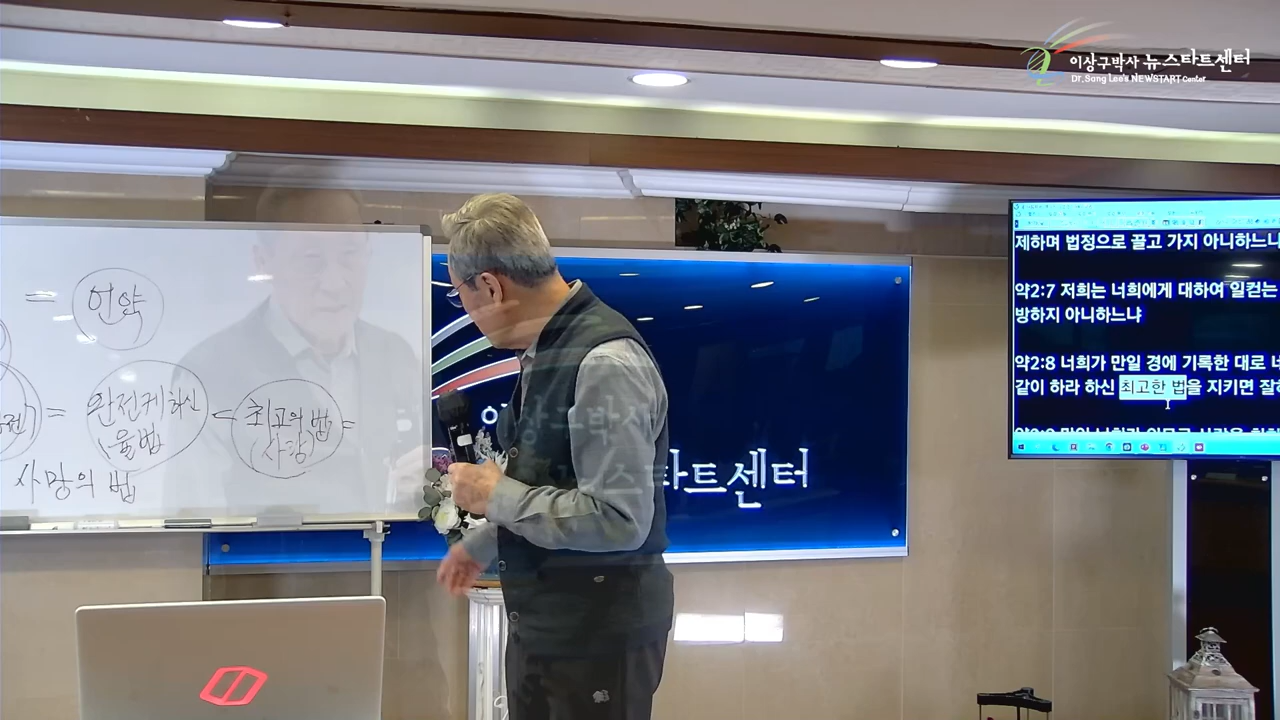 이상구박사 뉴스타트센터
Dr. Sang Lee's NEWSTART Center
= 언약
= 완전케 하신 율법 = 최고의 법 (사랑) =
사망의 법
이상구박사
뉴스타트센터
제하며 법정으로 끌고 가지 아니하느냐
약2:7 저희는 너희에게 대하여 일컫는
방하지 아니하느냐
약2:8 너희가 만일 경에 기록한 대로 너
같이 하라 하신 최고한 법을 지키면 잘하